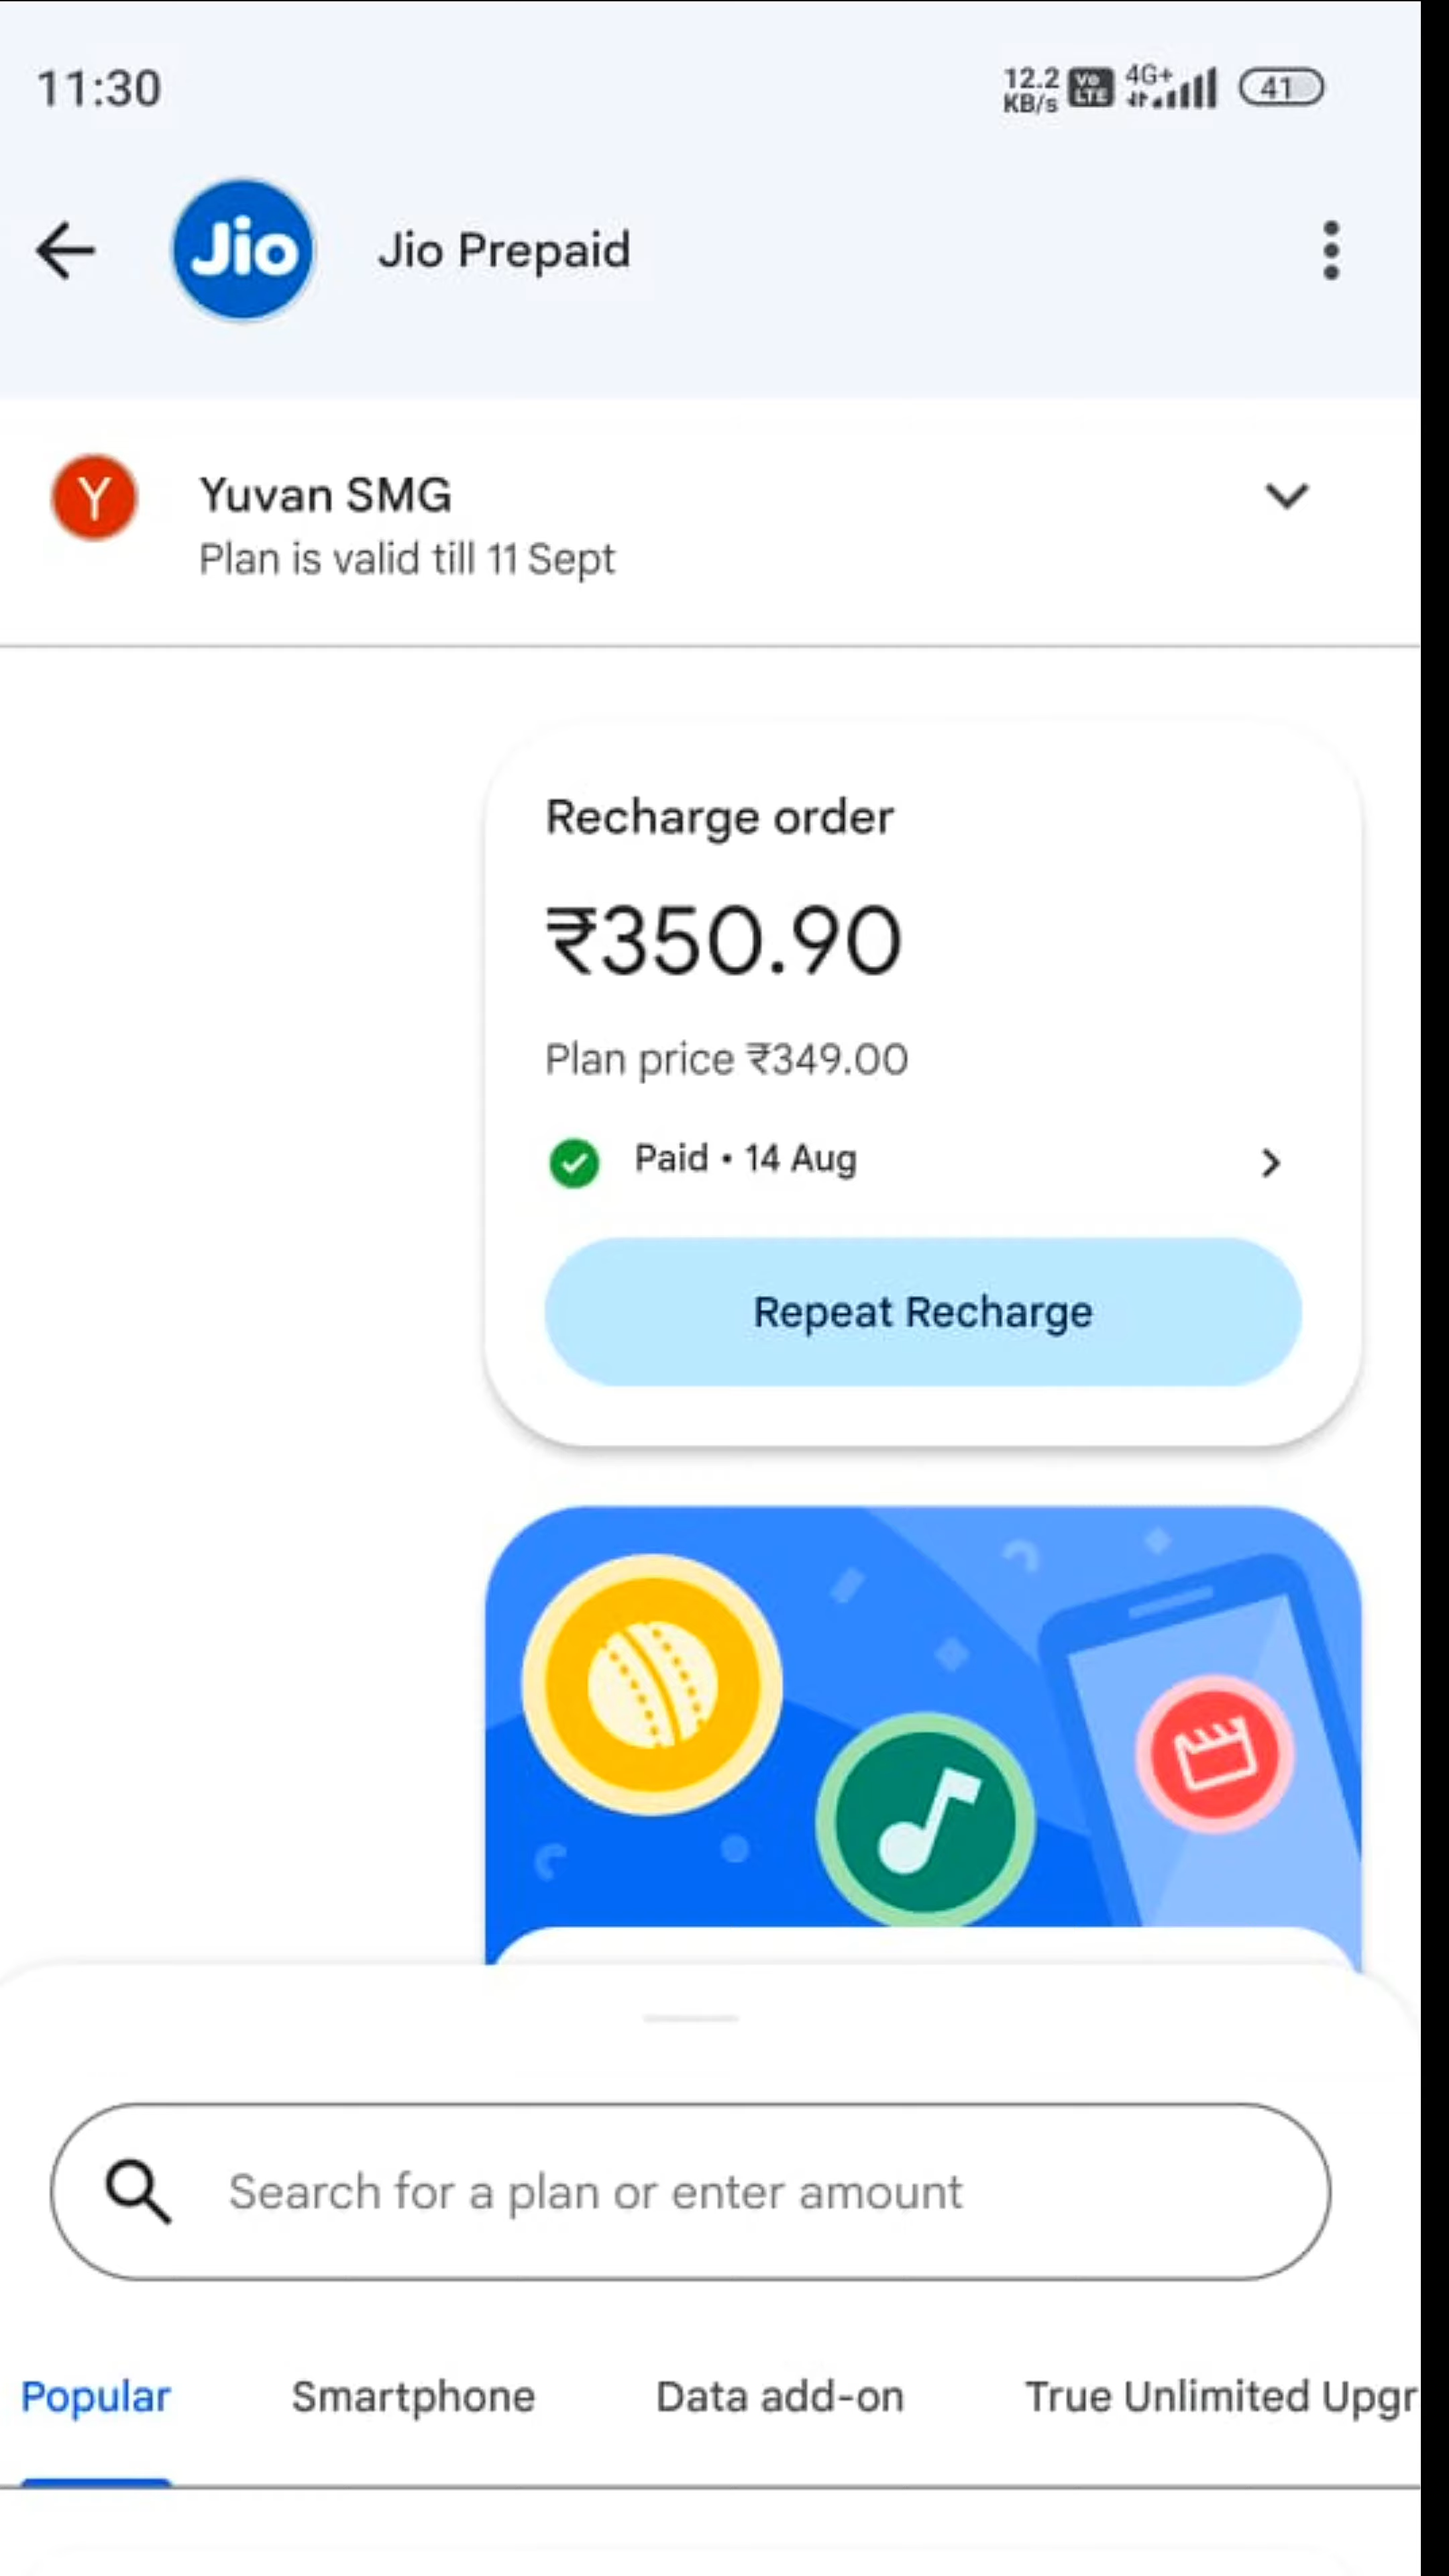 11:30
12.2
KB/s
Vo
LTE
4G+
41
Jio
Jio Prepaid
Y
Yuvan SMG
Plan is valid till 11 Sept
Recharge order
₹350.90
Plan price ₹349.00
Paid • 14 Aug
Repeat Recharge
Search for a plan or enter amount
Popular
Smartphone
Data add-on
True Unlimited Upgr